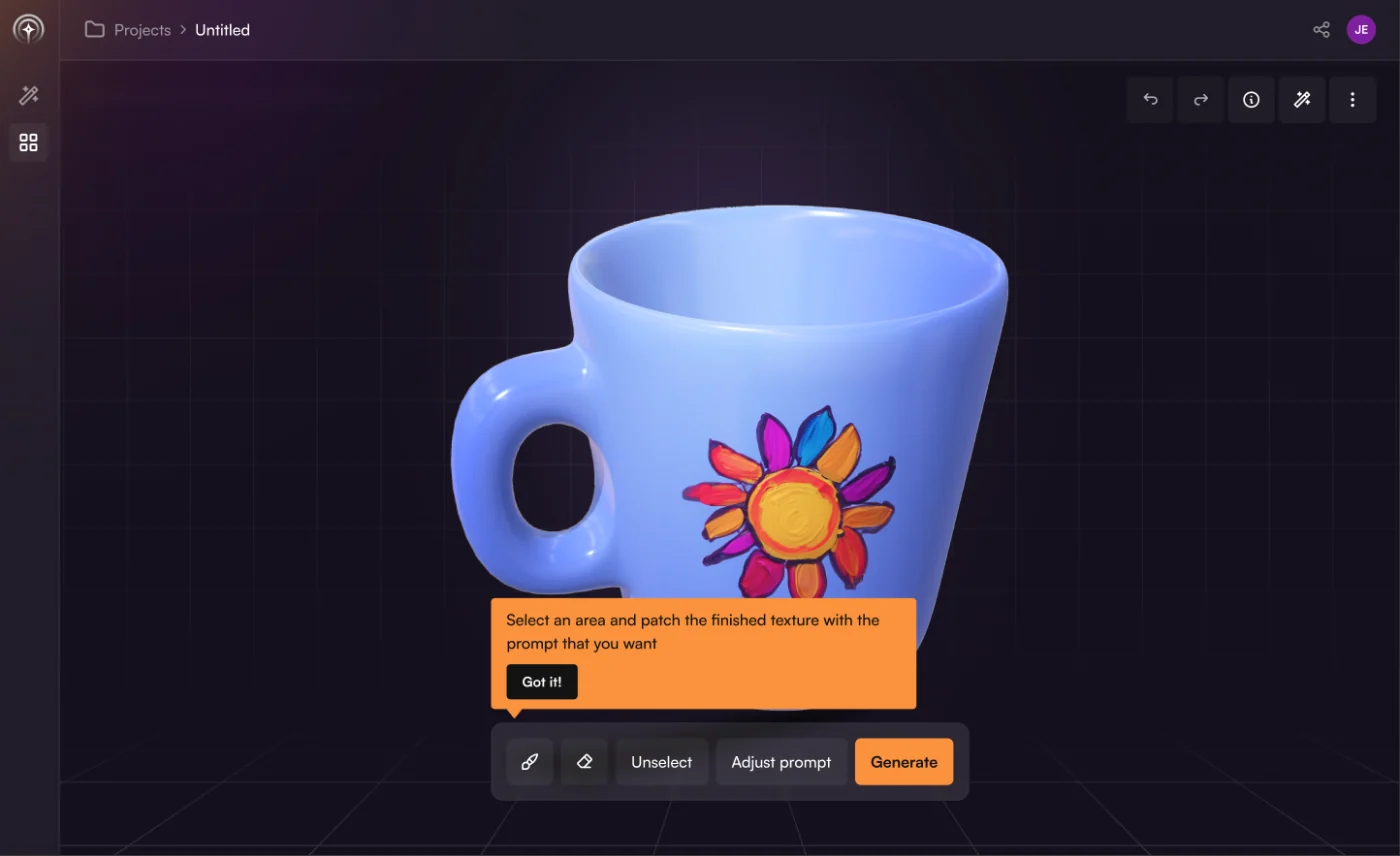 Projects > Untitled
JE
Select an area and patch the finished texture with the
prompt that you want
Got it!
Unselect
Adjust prompt
Generate